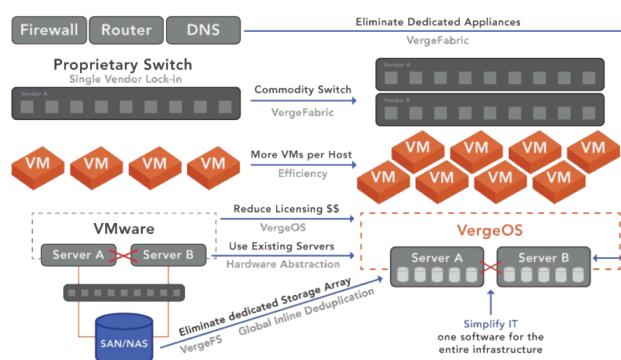 Firewall
Router
DNS
Eliminate Dedicated Appliances
VergeFabric
Proprietary Switch
Single Vendor Lock-in
Vendor A
Commodity Switch
VergeFabric
Vendor A
Vendor B
VM
VM
VM
VM
More VMs per Host
Efficiency
VM
VM
VM
VM
VM
VM
VM
VM
VMware
Server A
Server B
SAN/NAS
Reduce Licensing $$
VergeOS
Use Existing Servers
Hardware Abstraction
Eliminate dedicated Storage Array
VergeFS Global Inline Deduplication
VergeOS
Server A
Server B
Simplify IT
one software for the
entire infrastructure